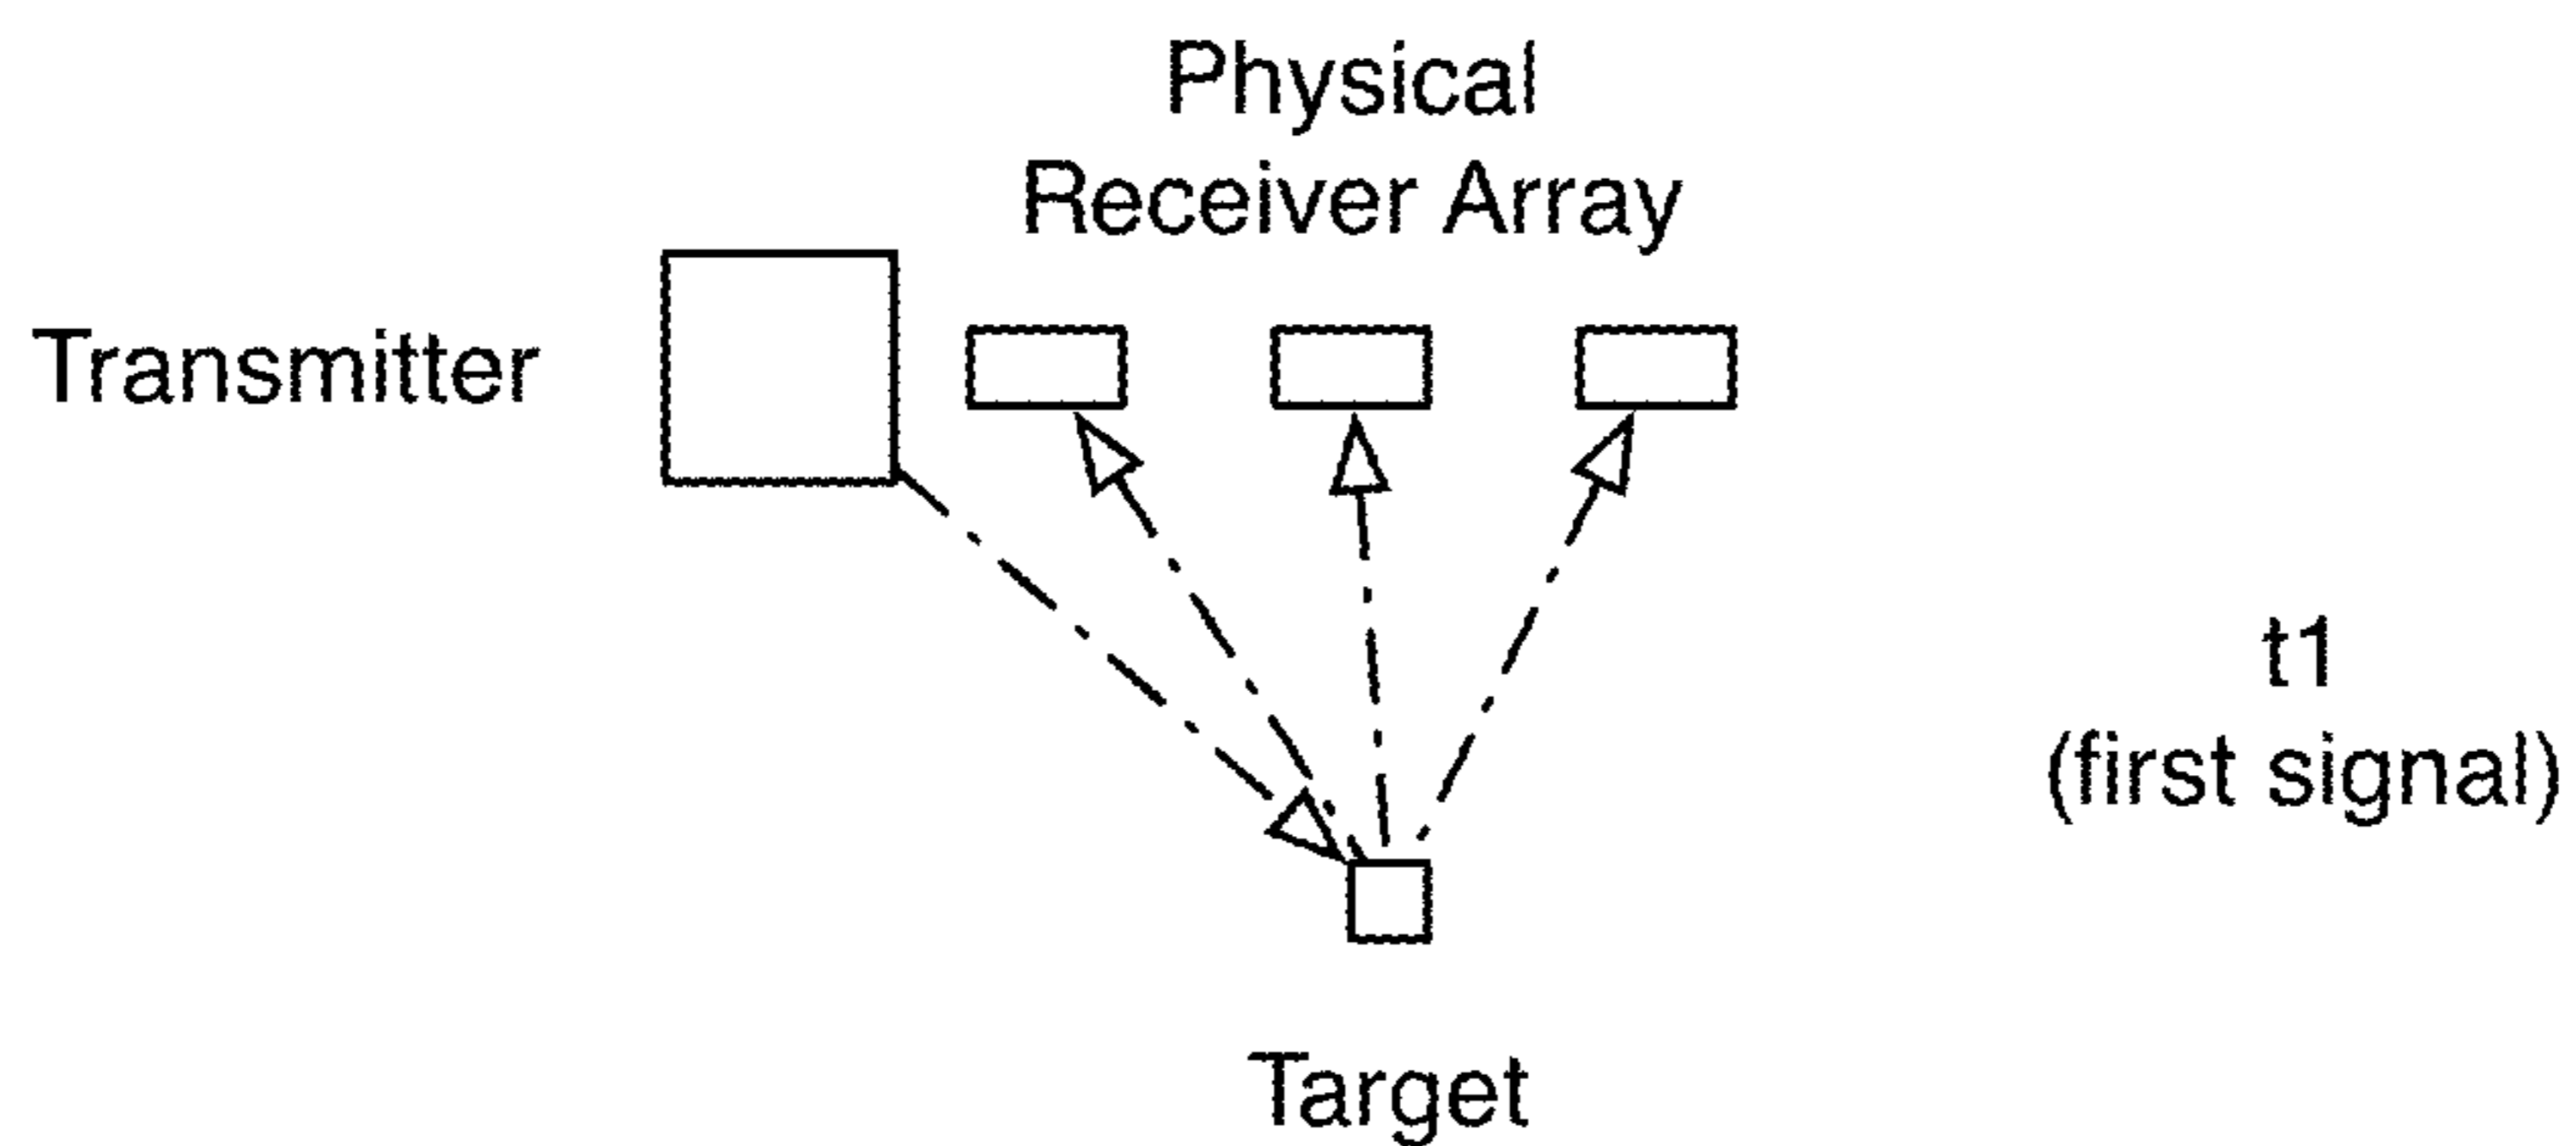 Physical
Receiver Array
Transmitter
t1
(first signal)
Target